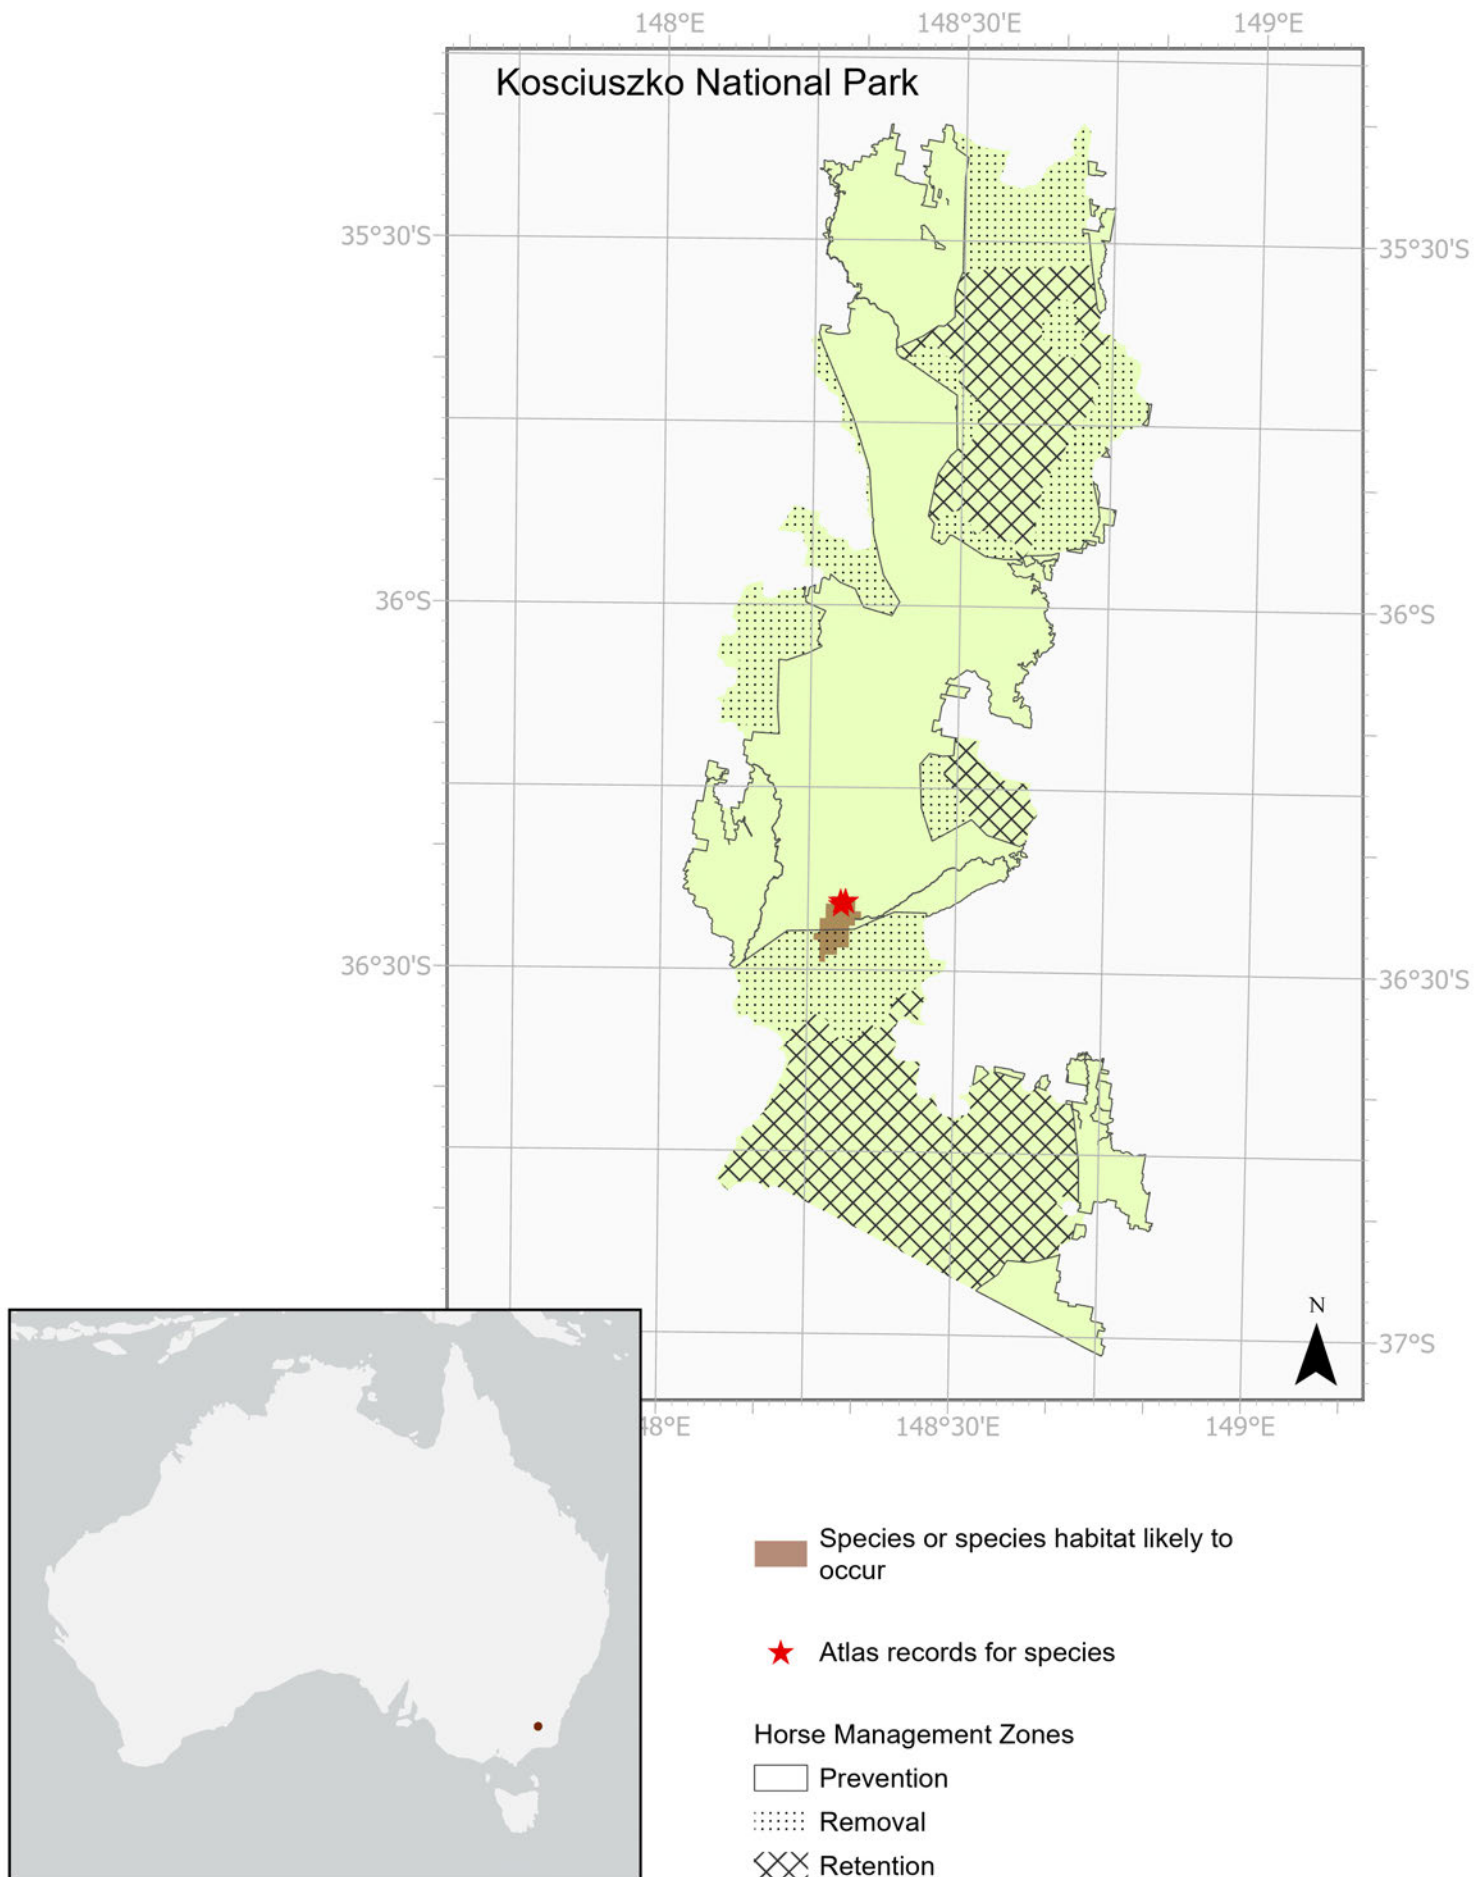 148°E 148°30'E 149°E
Kosciuszko National Park
35°30'S 35°30'S
36°S 36°S
36°30'S 36°30'S
N
37°S
48°E 148°30'E 149°E
Species or species habitat likely to
occur
Atlas records for species
Horse Management Zones
Prevention
Removal
Retention